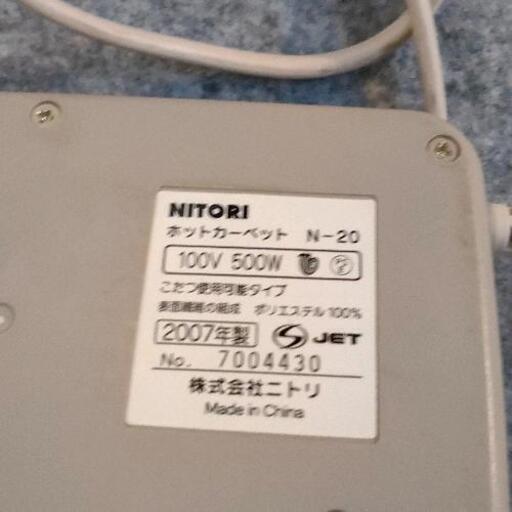 NITORI
ホットカーペット N-20
100V 500W
こたつ使用可能タイプ
表面繊維の組成 ポリエステル100%
2007年製 S JET
No. 7004430
株式会社ニトリ
Made in China